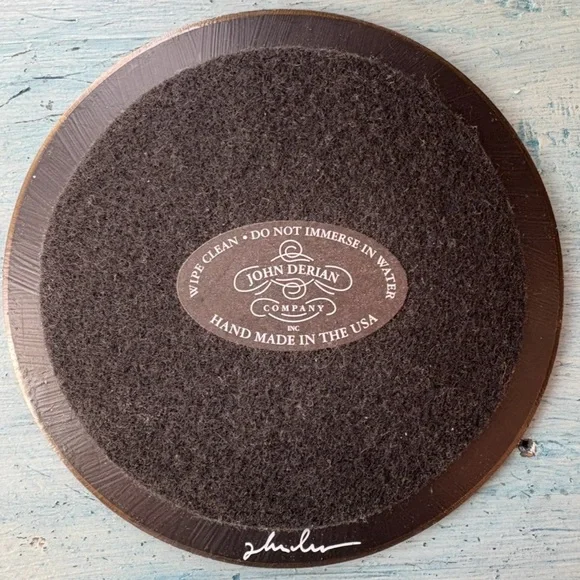 WIPE CLEAN • DO NOT IMMERSE IN WATER
JOHN DERIAN
COMPANY
INC
HAND MADE IN THE USA